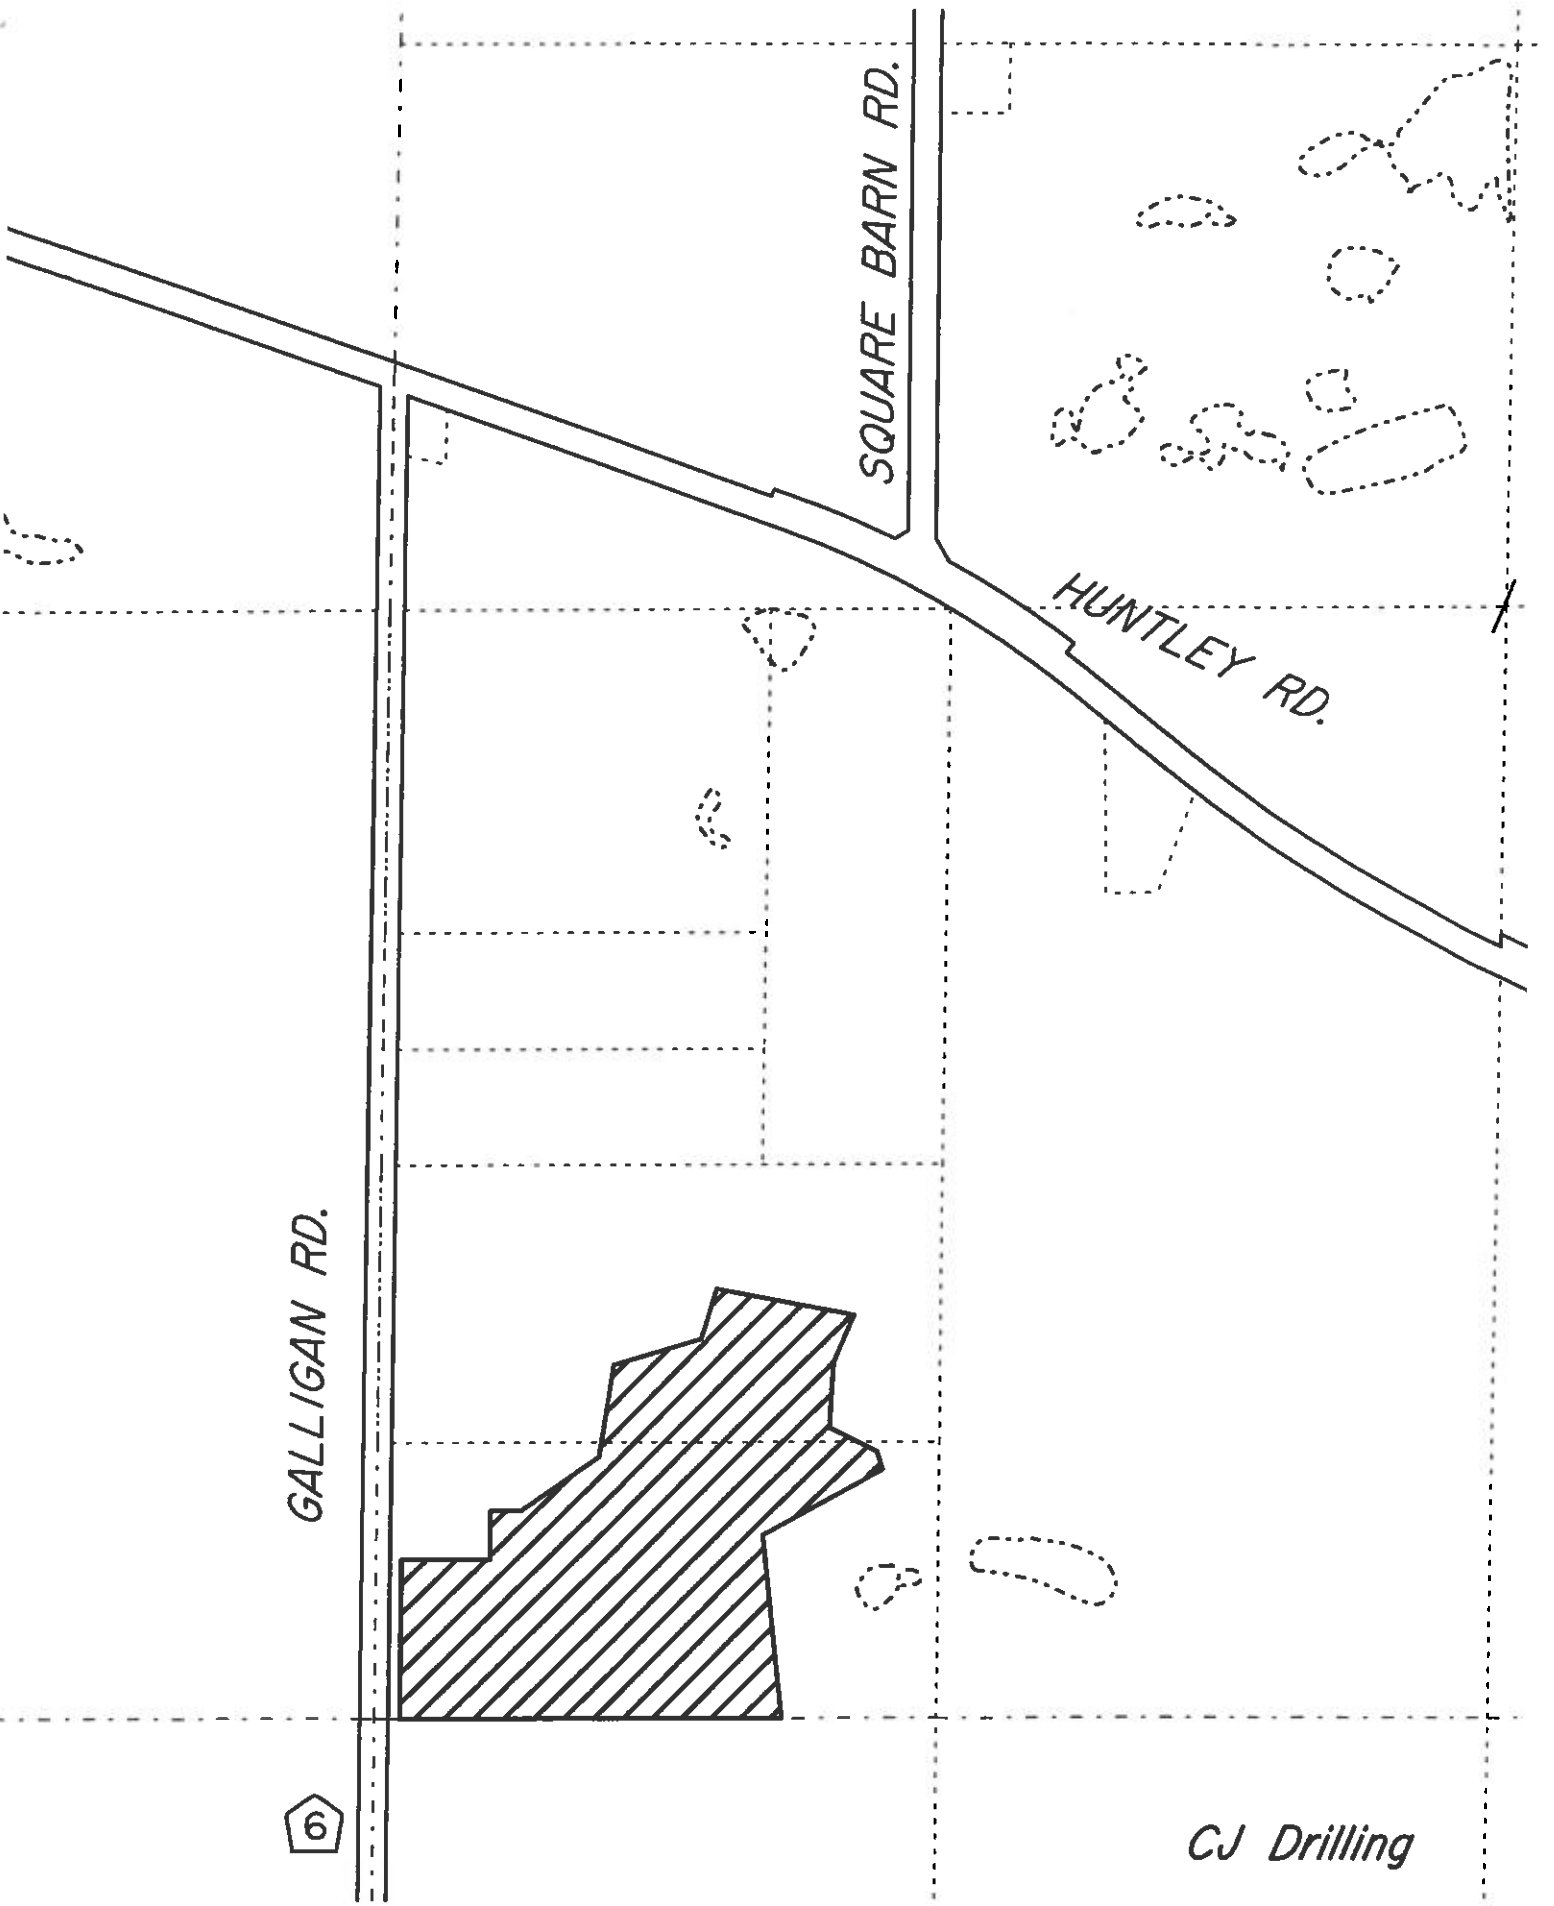 SQUARE BARN RD.
HUNTLEY RD.
GALLIGAN RD.
6
CJ Drilling